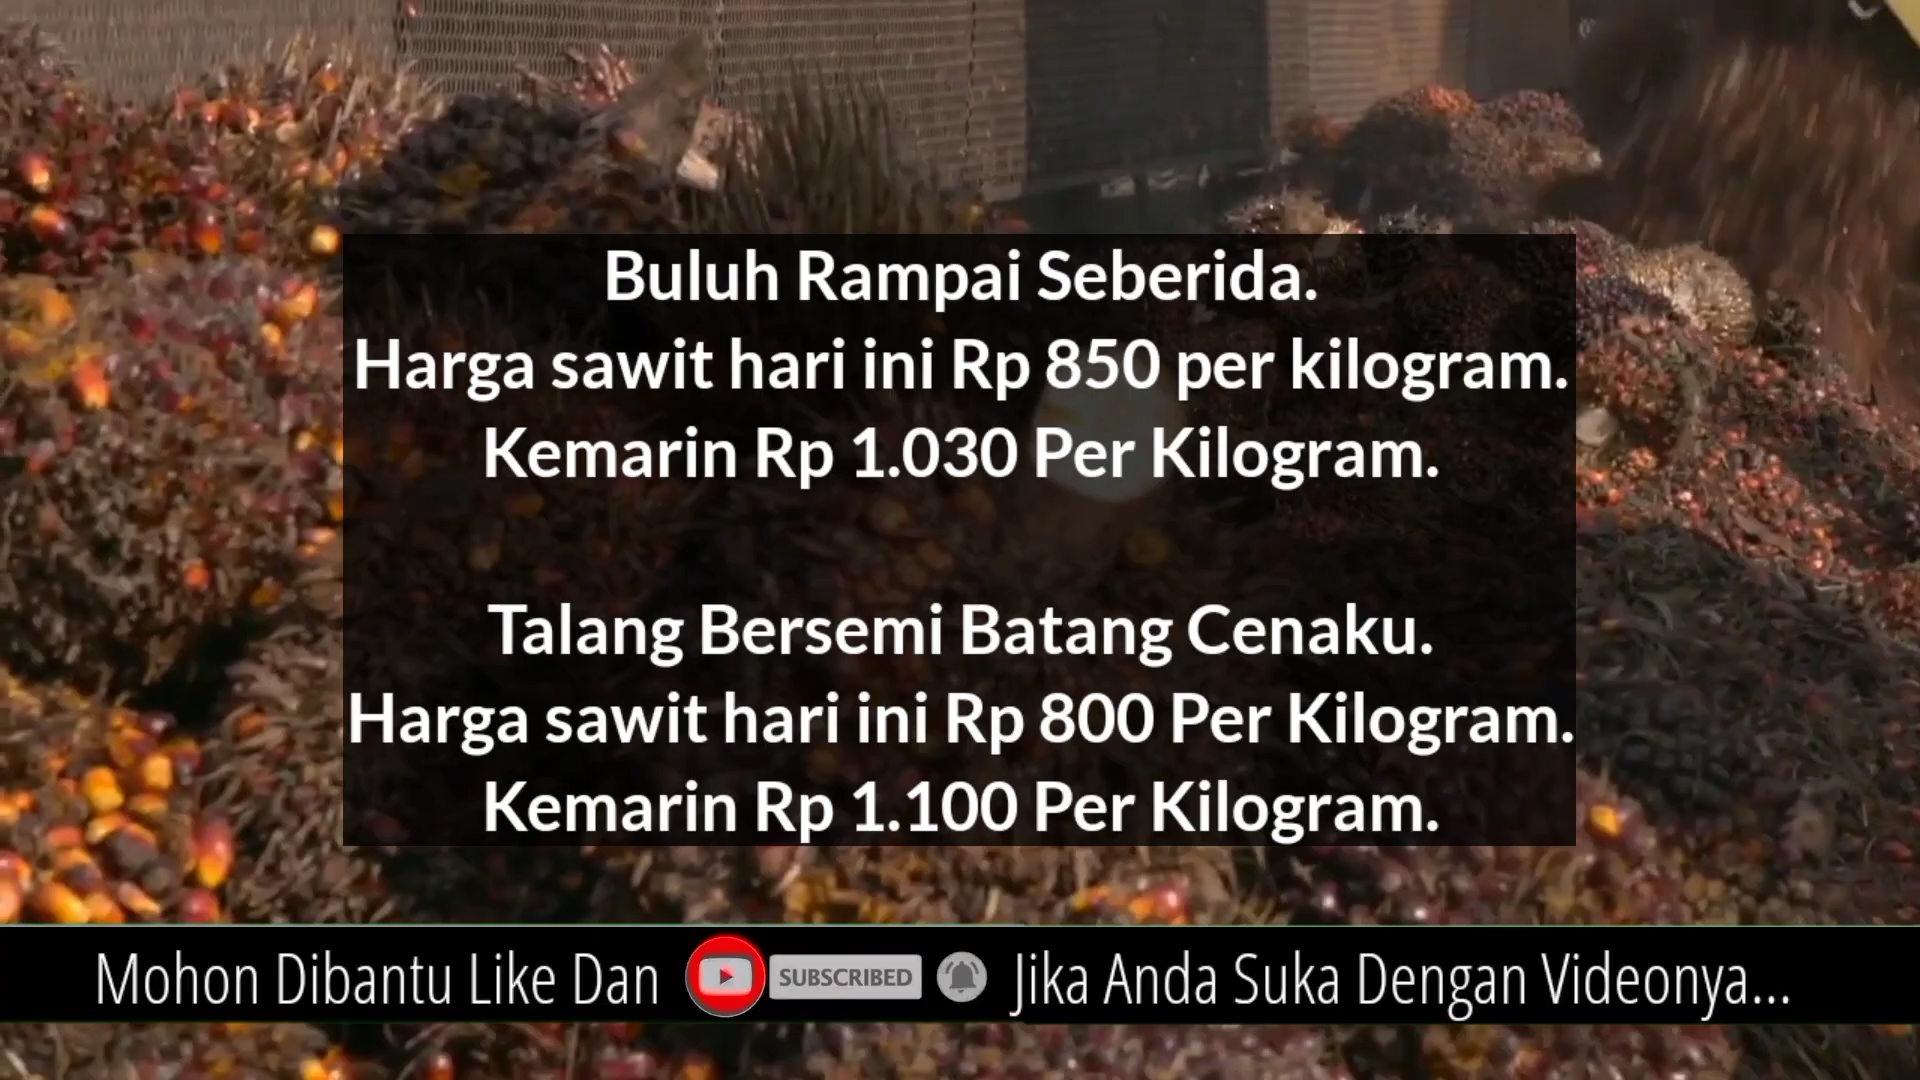 Buluh Rampai Seberida.
Harga sawit hari ini Rp 850 per kilogram.
Kemarin Rp 1.030 Per Kilogram.
Talang Bersemi Batang Cenaku.
Harga sawit hari ini Rp 800 Per Kilogram.
Kemarin Rp 1.100 Per Kilogram.
Mohon Dibantu Like Dan SUBSCRIBED Jika Anda Suka Dengan Videonya...